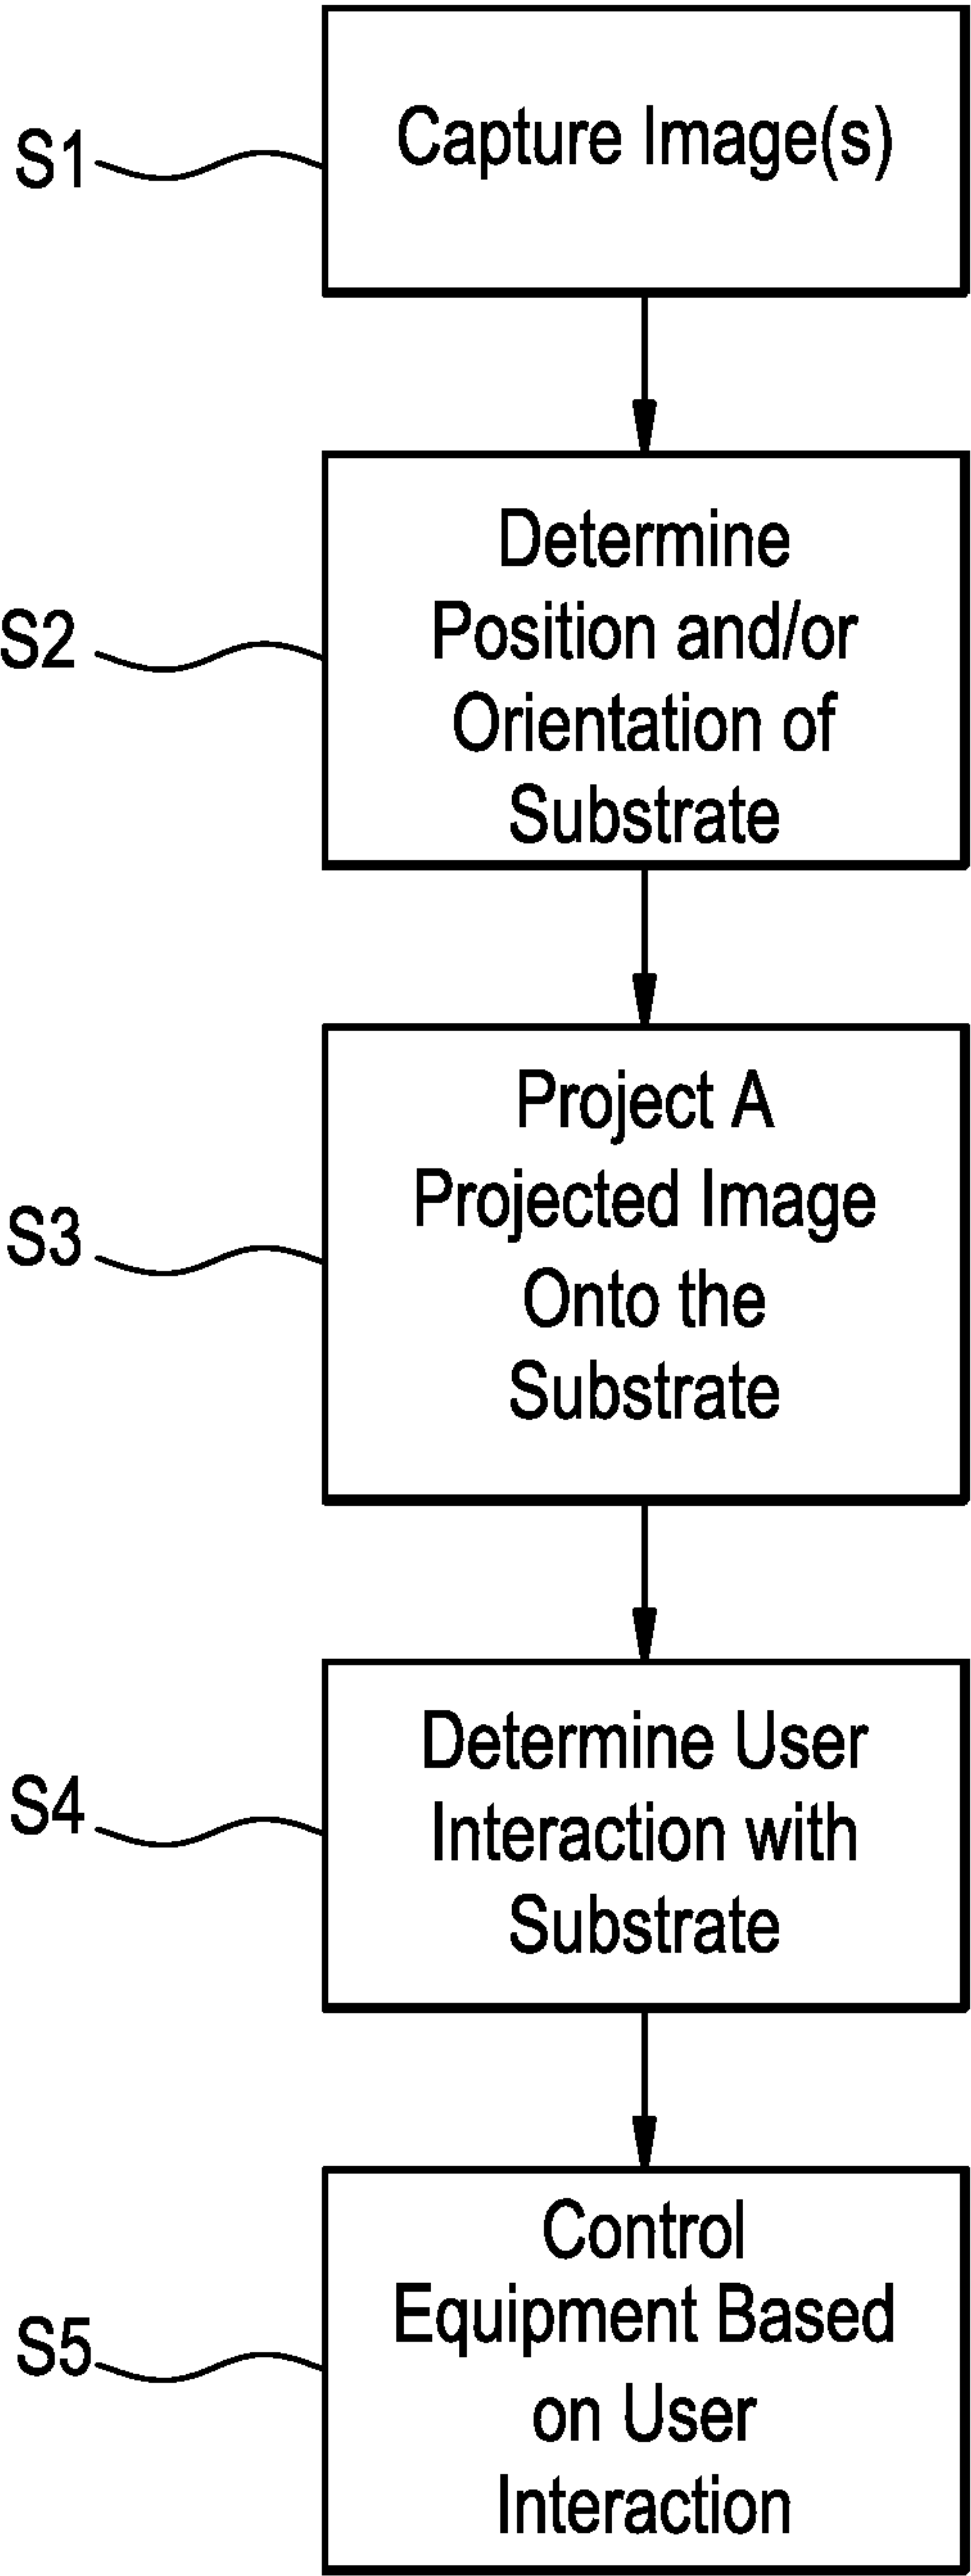 S1
Capture Image(s)
S2
Determine
Position and/or
Orientation of
Substrate
S3
Project A
Projected Image
Onto the
Substrate
S4
Determine User
Interaction with
Substrate
S5
Control
Equipment Based
on User
Interaction